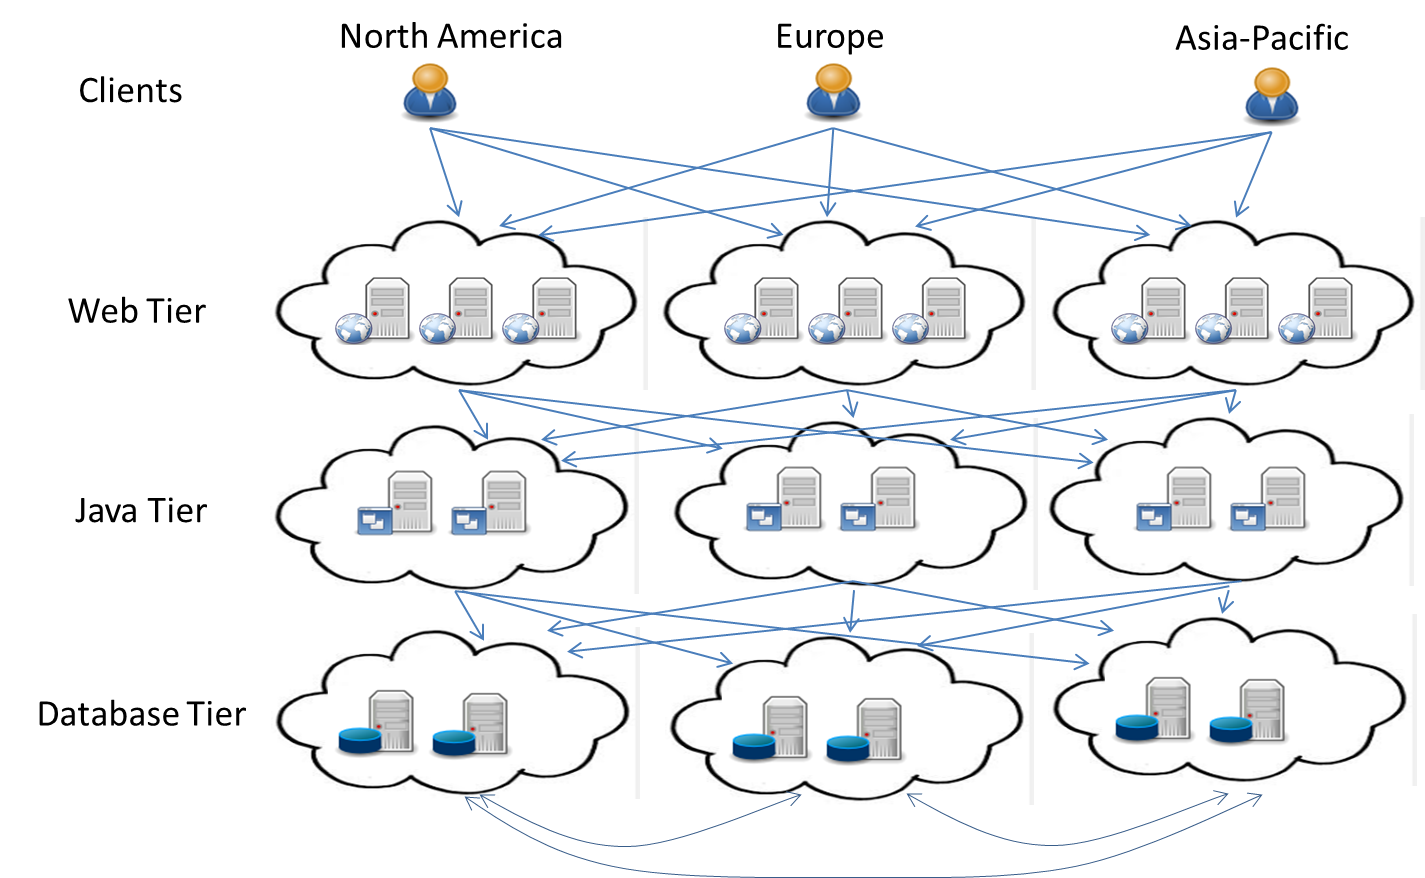 North America
Europe
Asia-Pacific
Clients
Web Tier
Java Tier
Database Tier